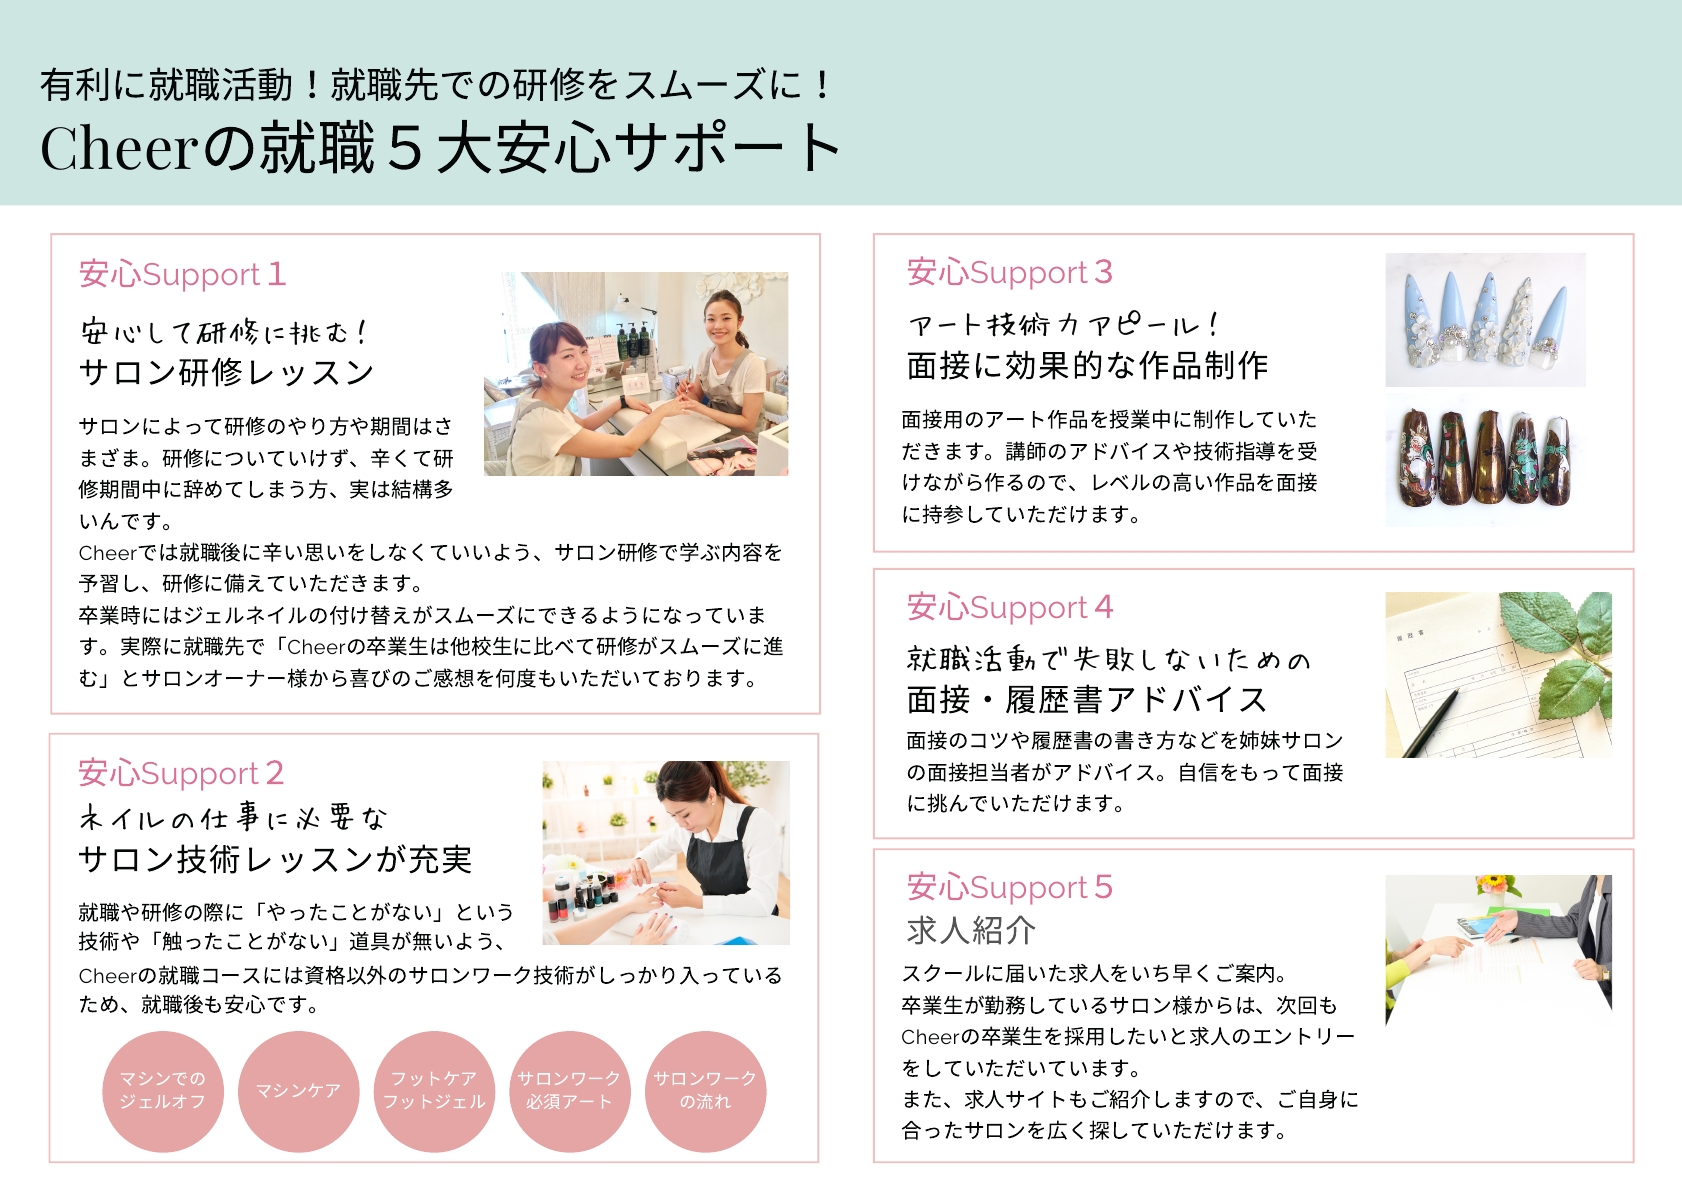 有利に就職活動！就職先での研修をスムーズに！
Cheerの就職５大安心サポート
安心Support１
安心して研修に挑む！
サロン研修レッスン
サロンによって研修のやり方や期間はさ
まざま。研修についていけず、辛くて研
修期間中に辞めてしまう方、実は結構多
いんです。
Cheerでは就職後に辛い思いをしなくていいよう、サロン研修で学ぶ内容を
予習し、研修に備えていただきます。
卒業時にはジェルネイルの付け替えがスムーズにできるようになっていま
す。実際に就職先で「Cheerの卒業生は他校生に比べて研修がスムーズに進
む」とサロンオーナー様から喜びのご感想を何度もいただいております。
安心Support２
ネイルの仕事に必要な
サロン技術レッスンが充実
就職や研修の際に「やったことがない」という
技術や「触ったことがない」道具が無いよう、
Cheerの就職コースには資格以外のサロンワーク技術がしっかり入っている
ため、就職後も安心です。
マシンでの
ジェルオフ
マシンケア
フットケア
フットジェル
サロンワーク
必須アート
サロンワーク
の流れ
安心Support３
アート技術力アピール！
面接に効果的な作品制作
面接用のアート作品を授業中に制作していた
だきます。講師のアドバイスや技術指導を受
けながら作るので、レベルの高い作品を面接
に持参していただけます。
安心Support４
就職活動で失敗しないための
面接・履歴書アドバイス
面接のコツや履歴書の書き方などを姉妹サロン
の面接担当者がアドバイス。自信をもって面接
に挑んでいただけます。
履歴書
安心Support５
求人紹介
スクールに届いた求人をいち早くご案内。
卒業生が勤務しているサロン様からは、次回も
Cheerの卒業生を採用したいと求人のエントリー
をしていただいています。
また、求人サイトもご紹介しますので、ご自身に
合ったサロンを広く探していただけます。